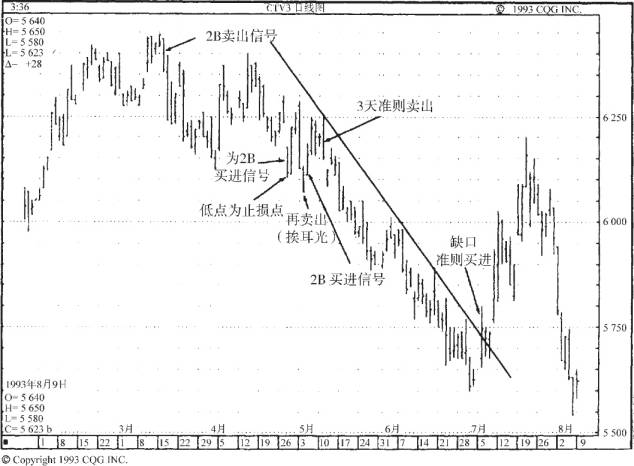 3:36 CTV3 日线图 © 1993 CQG INC.
O= 5 640
H= 5 650
L= 5 580
L= 5 623
Δ− +28
2B卖出信号
3天准则卖出
6 250
为2B
买进信号
低点为止损点
再卖出
(挨耳光)
6 000
缺口
准则买进
2B 买进信号
5 750
1993年8月9日
O= 5 640
H= 5 650
L= 5 580
C= 5 623 b
3月 4月 5月 6月 7月 8月
5 500
1 8 15 22 1 8 15 22 29 5 12 19 26 3 10 17 24 31 7 14 21 28 5 12 19 26 2 9
© Copyright 1993 CQG INC.